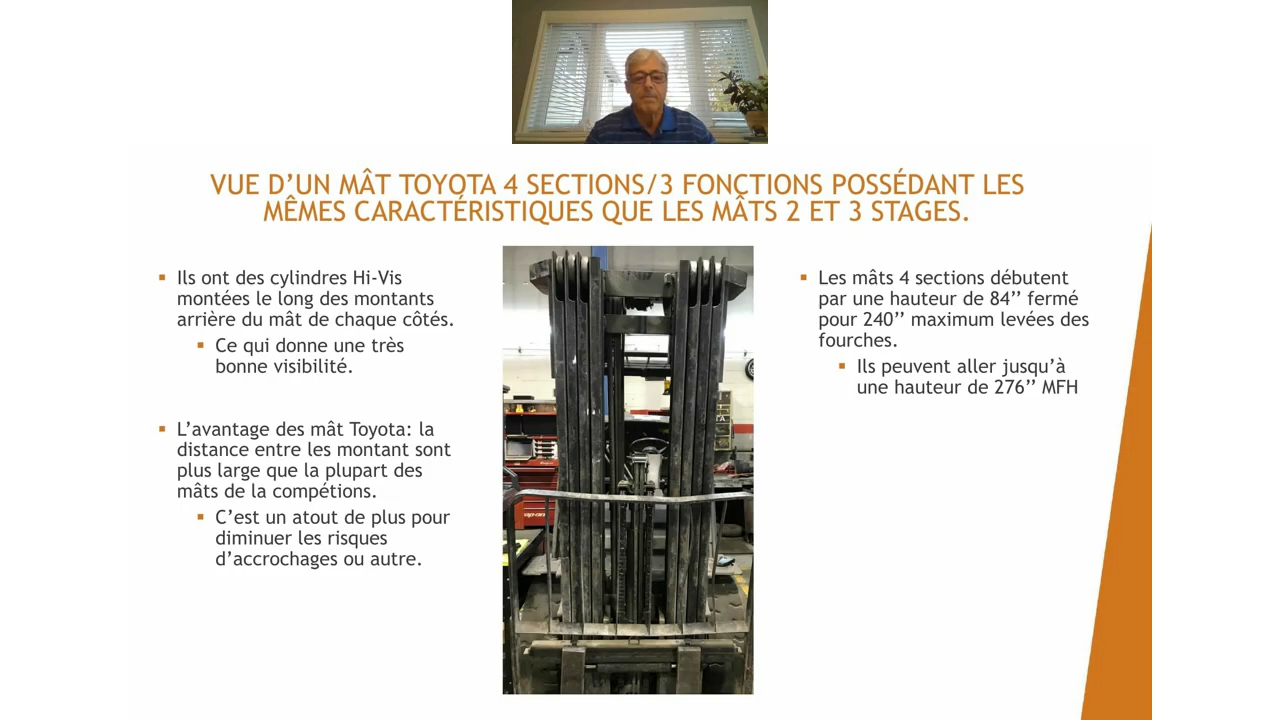 VUE D’UN MÂT TOYOTA 4 SECTIONS/3 FONCTIONS POSSÉDANT LES
MÊMES CARACTÉRISTIQUES QUE LES MÂTS 2 ET 3 STAGES.
Ils ont des cylindres Hi-Vis
montées le long des montants
arrière du mât de chaque côtés.
Ce qui donne une très
bonne visibilité.
L’avantage des mât Toyota: la
distance entre les montant sont
plus large que la plupart des
mâts de la compétions.
C’est un atout de plus pour
diminuer les risques
d’accrochages ou autre.
Les mâts 4 sections débutent
par une hauteur de 84’’ fermé
pour 240’’ maximum levées des
fourches.
Ils peuvent aller jusqu’à
une hauteur de 276’’ MFH